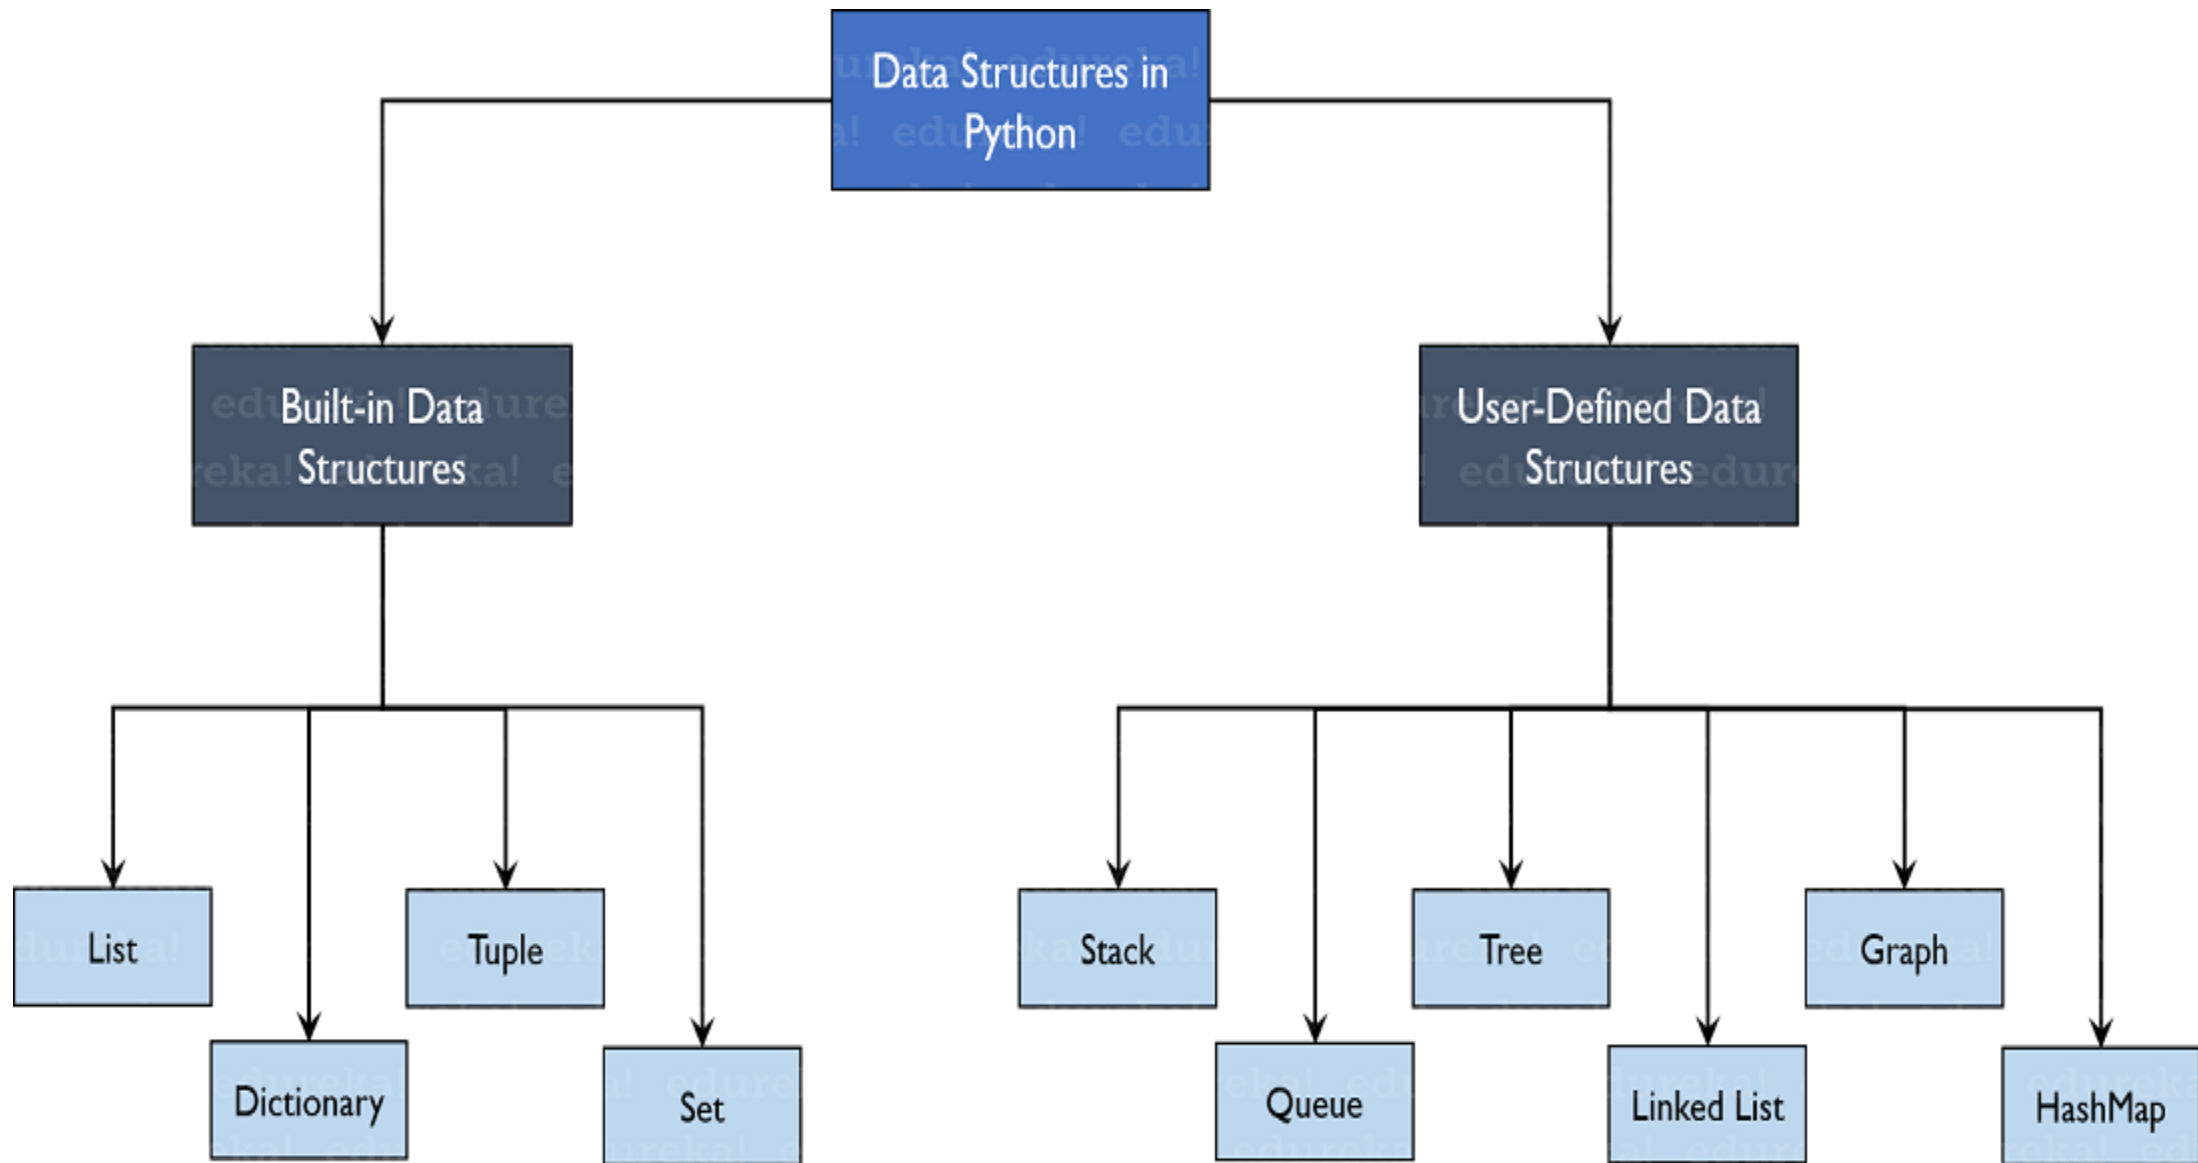 Data Structures in
Python
Built-in Data
Structures
User-Defined Data
Structures
List
Tuple
Stack
Tree
Graph
Dictionary
Set
Queue
Linked List
HashMap
edureka!